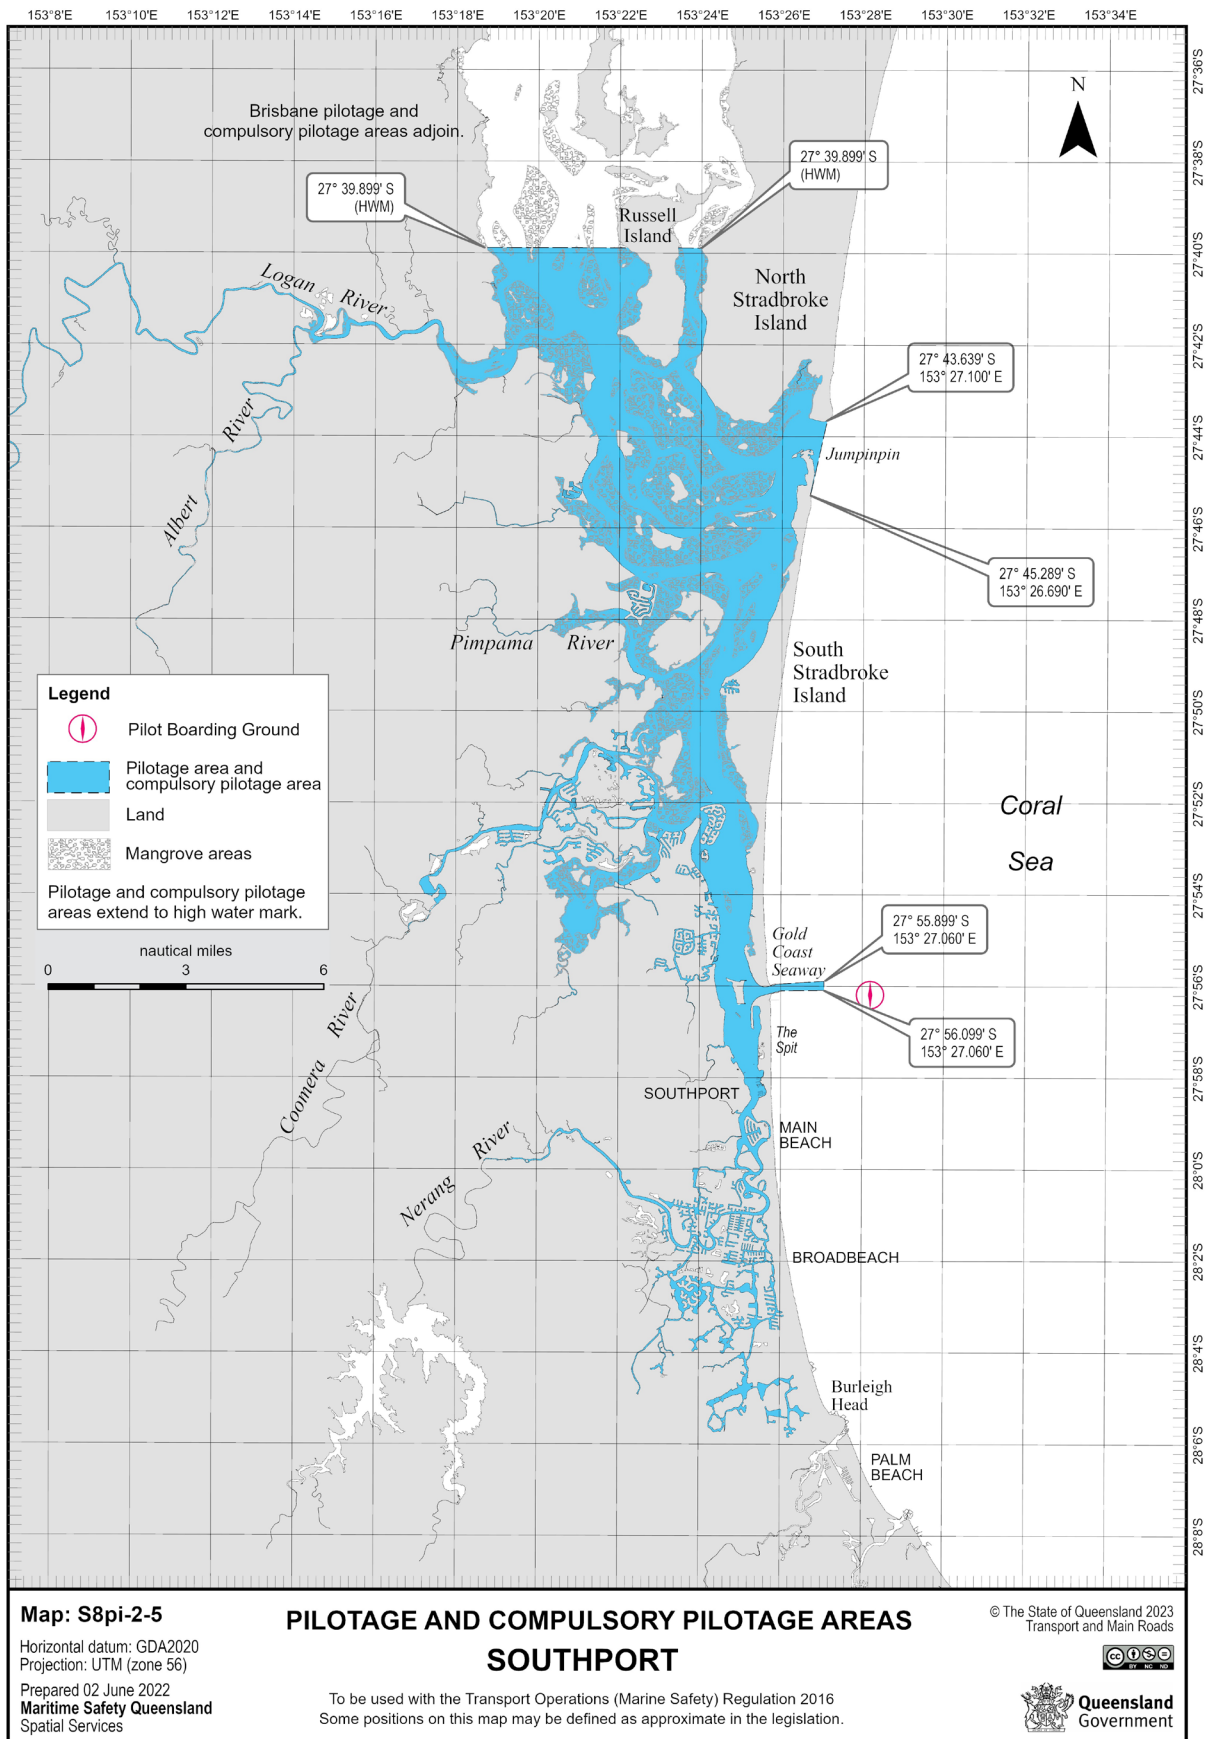 153°8'E 153°10'E 153°12'E 153°14'E 153°16'E 153°18'E 153°20'E 153°22'E 153°24'E 153°26'E 153°28'E 153°30'E 153°32'E 153°34'E
27°36'S
27°38'S
27°40'S
27°42'S
27°44'S
27°46'S
27°48'S
27°50'S
27°52'S
27°54'S
27°56'S
27°58'S
28°0'S
28°2'S
28°4'S
28°6'S
28°8'S
N
Brisbane pilotage and
compulsory pilotage areas adjoin.
27° 39.899' S
(HWM)
27° 39.899' S
(HWM)
Russell
Island
North
Stradbroke
Island
Logan River
27° 43.639' S
153° 27.100' E
Albert River
Jumpinpin
27° 45.289' S
153° 26.690' E
Pimpama River
South
Stradbroke
Island
Legend
Pilot Boarding Ground
Pilotage area and
compulsory pilotage area
Land
Mangrove areas
Pilotage and compulsory pilotage
areas extend to high water mark.
nautical miles
0 3 6
Coral
Sea
Gold
Coast
Seaway
27° 55.899' S
153° 27.060' E
27° 56.099' S
153° 27.060' E
The
Spit
Coomera River
SOUTHPORT
MAIN
BEACH
Nerang River
BROADBEACH
Burleigh
Head
PALM
BEACH
Map: S8pi-2-5
Horizontal datum: GDA2020
Projection: UTM (zone 56)
Prepared 02 June 2022
Maritime Safety Queensland
Spatial Services
PILOTAGE AND COMPULSORY PILOTAGE AREAS
SOUTHPORT
To be used with the Transport Operations (Marine Safety) Regulation 2016
Some positions on this map may be defined as approximate in the legislation.
© The State of Queensland 2023
Transport and Main Roads
cc
BY NC ND
Queensland
Government